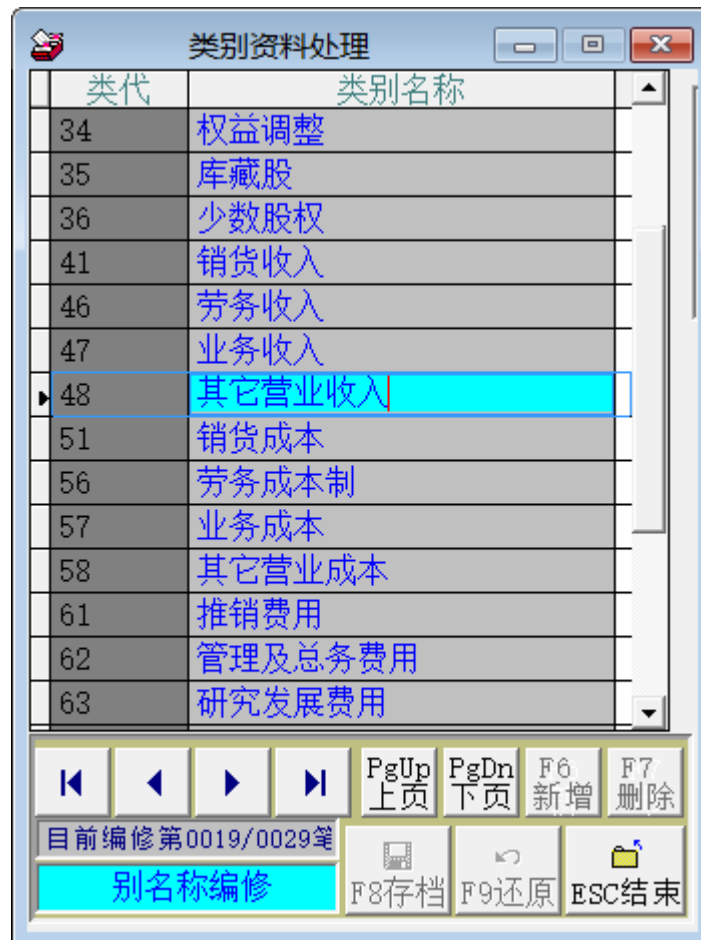 类别资料处理
类代 类别名称
34 权益调整
35 库藏股
36 少数股权
41 销货收入
46 劳务收入
47 业务收入
48 其它营业收入
51 销货成本
56 劳务成本制
57 业务成本
58 其它营业成本
61 推销费用
62 管理及总务费用
63 研究发展费用
PgUp 上页 PgDn 下页 F6 新增 F7 删除
目前编修第0019/0029笔
别名称编修
F8存档 F9还原 ESC结束